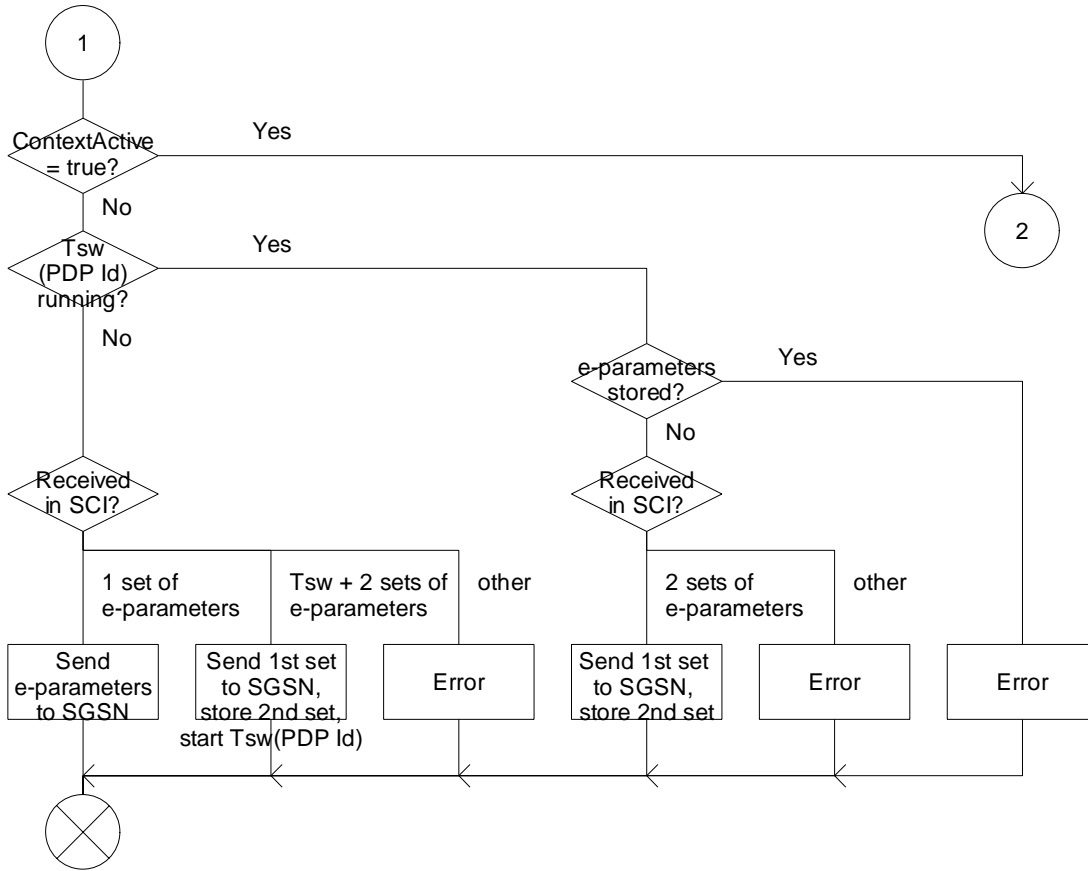 1
ContextActive
= true?
Yes
No
2
Tsw
(PDP Id)
running?
Yes
No
e-parameters
stored?
Yes
No
Received
in SCI?
Received
in SCI?
1 set of
e-parameters
Tsw + 2 sets of
e-parameters
other
2 sets of
e-parameters
other
Send
e-parameters
to SGSN
Send 1st set
to SGSN,
store 2nd set,
start Tsw(PDP Id)
Error
Send 1st set
to SGSN,
store 2nd set
Error
Error